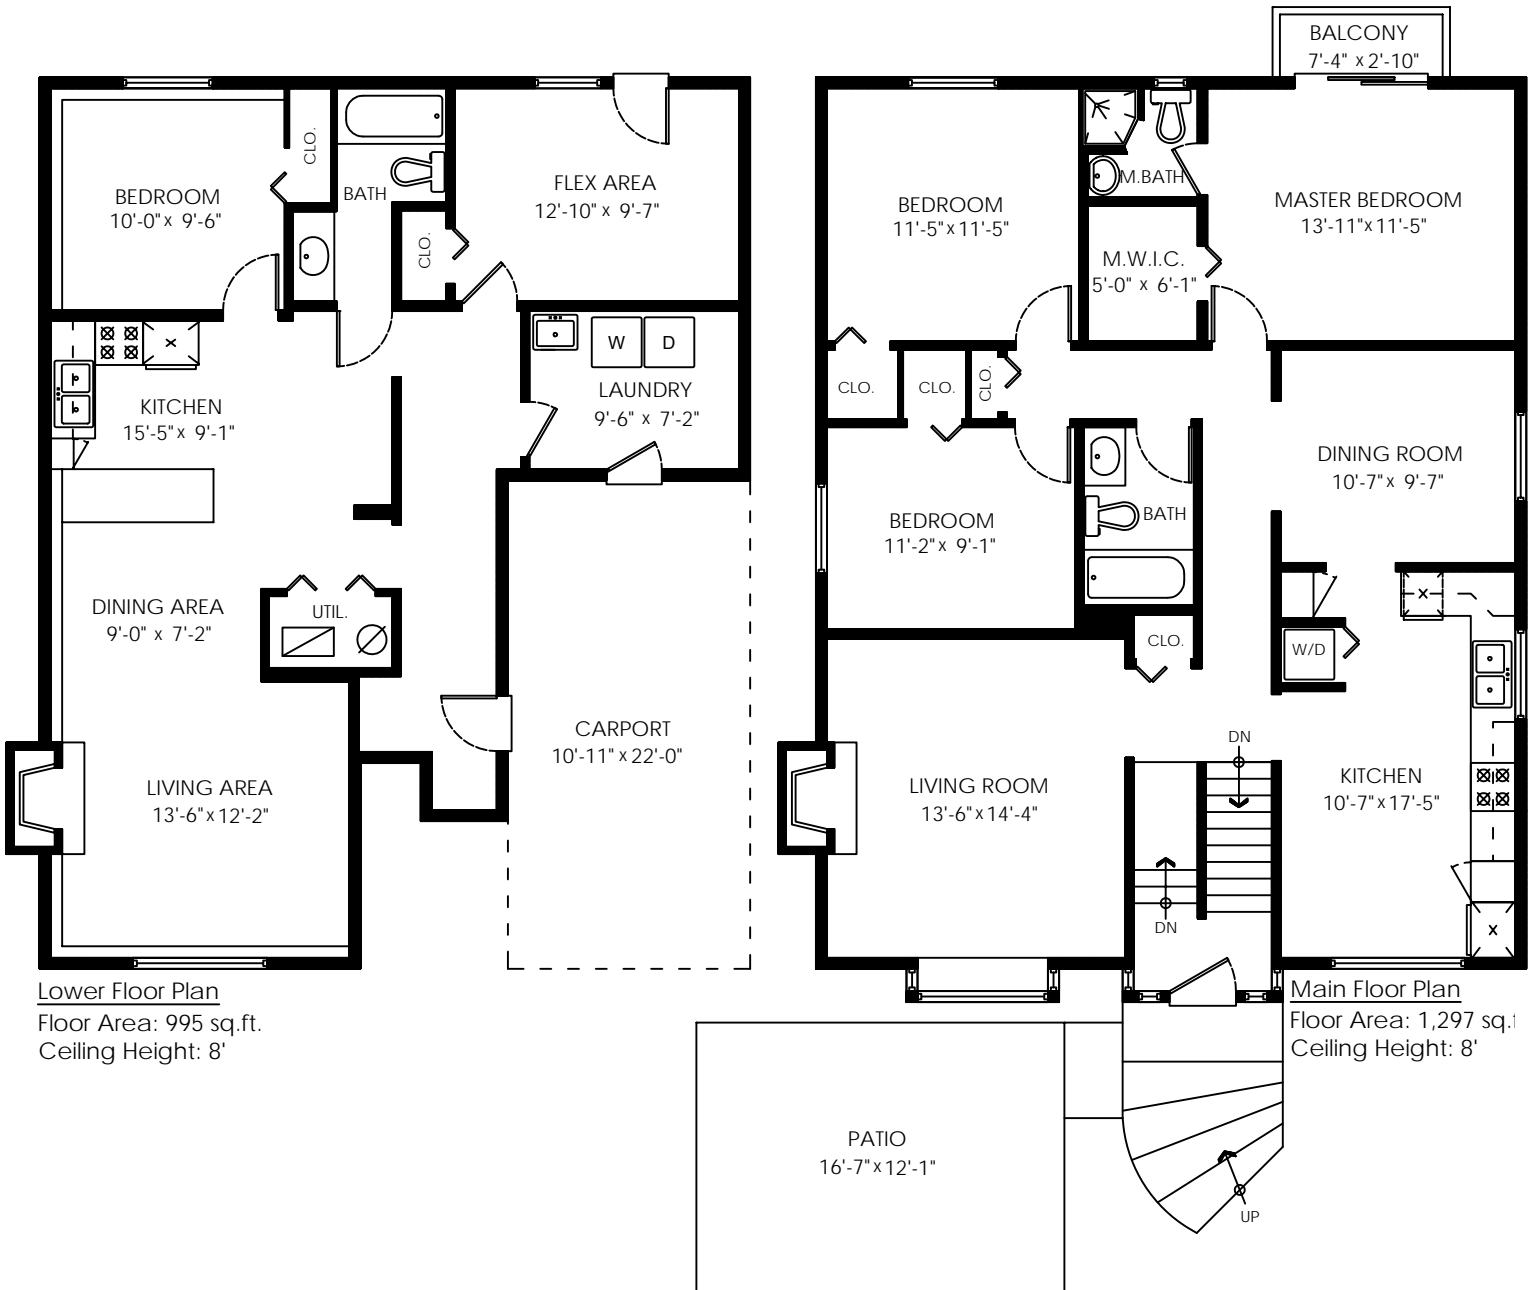 BEDROOM
10'-0" x 9'-6"
CLO.
BATH
CLO.
FLEX AREA
12'-10" x 9'-7"
W
D
LAUNDRY
9'-6" x 7'-2"
KITCHEN
15'-5" x 9'-1"
DINING AREA
9'-0" x 7'-2"
UTIL.
LIVING AREA
13'-6" x 12'-2"
CARPORT
10'-11" x 22'-0"
Lower Floor Plan
Floor Area: 995 sq.ft.
Ceiling Height: 8'
BALCONY
7'-4" x 2'-10"
BEDROOM
11'-5" x 11'-5"
M.BATH
MASTER BEDROOM
13'-11" x 11'-5"
M.W.I.C.
5'-0" x 6'-1"
CLO.
CLO.
CLO.
DINING ROOM
10'-7" x 9'-7"
BEDROOM
11'-2" x 9'-1"
BATH
CLO.
W/D
DN
LIVING ROOM
13'-6" x 14'-4"
KITCHEN
10'-7" x 17'-5"
DN
Main Floor Plan
Floor Area: 1,297 sq.f
Ceiling Height: 8'
PATIO
16'-7" x 12'-1"
UP